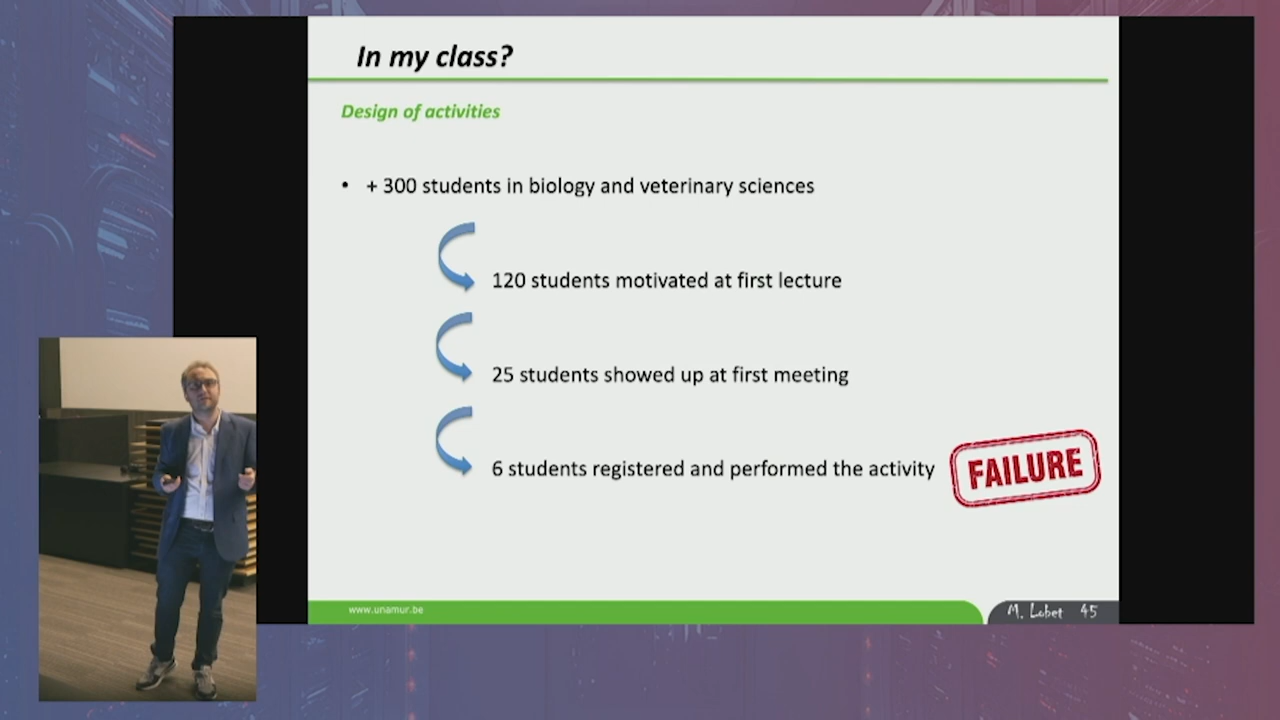 In my class?
Design of activities
• + 300 students in biology and veterinary sciences
120 students motivated at first lecture
25 students showed up at first meeting
6 students registered and performed the activity
FAILURE
www.unamur.be
M. Lobet 45